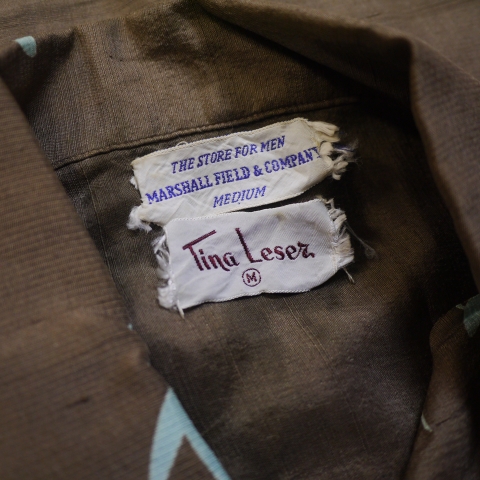 THE STORE FOR MEN
MARSHALL FIELD & COMPANY
MEDIUM
Tina Leser
M